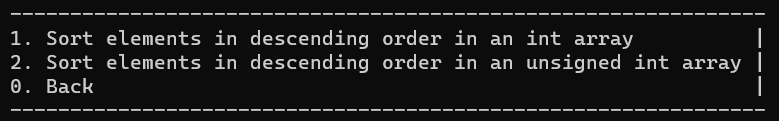 ---------------------------------------------------------------
1. Sort elements in descending order in an int array          |
2. Sort elements in descending order in an unsigned int array |
0. Back                                                       |
---------------------------------------------------------------